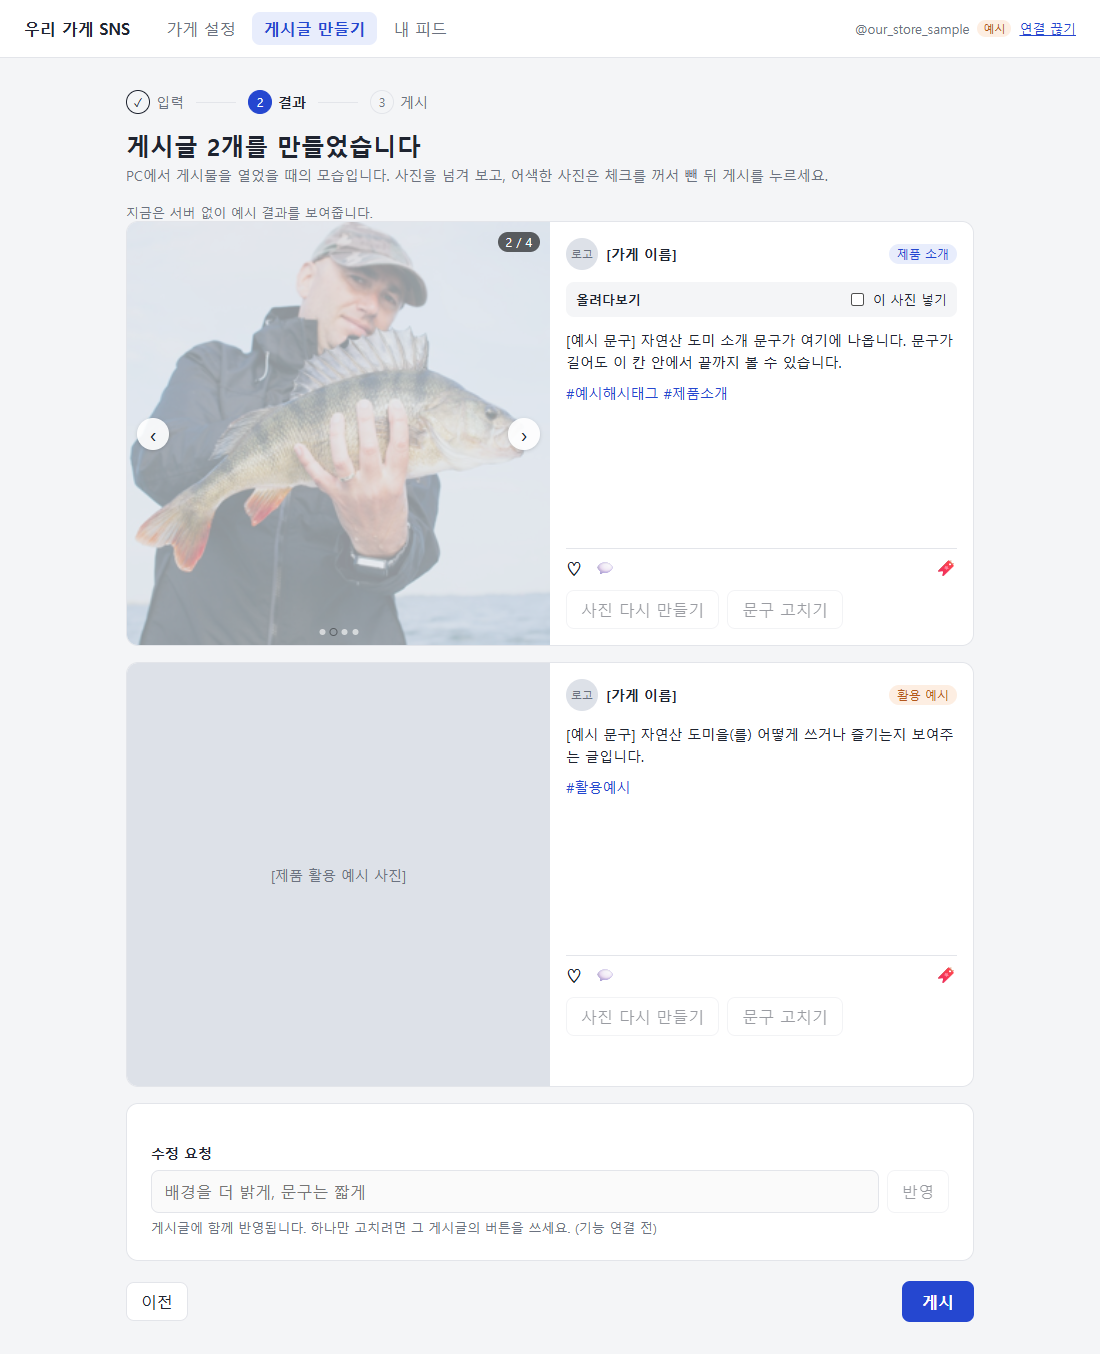 우리 가게 SNS
가게 설정
게시글 만들기
내 피드
@our_store_sample
예시
연결 끊기
✓ 입력
2 결과
3 게시
게시글 2개를 만들었습니다
PC에서 게시물을 열었을 때의 모습입니다. 사진을 넘겨 보고, 어색한 사진은 체크를 꺼서 뺀 뒤 게시를 누르세요.
지금은 서버 없이 예시 결과를 보여줍니다.
2 / 4
로고
[가게 이름]
제품 소개
올려다보기
이 사진 넣기
[예시 문구] 자연산 도미 소개 문구가 여기에 나옵니다. 문구가
길어도 이 칸 안에서 끝까지 볼 수 있습니다.
#예시해시태그 #제품소개
사진 다시 만들기
문구 고치기
[제품 활용 예시 사진]
로고
[가게 이름]
활용 예시
[예시 문구] 자연산 도미을(를) 어떻게 쓰거나 즐기는지 보여주
는 글입니다.
#활용예시
사진 다시 만들기
문구 고치기
수정 요청
배경을 더 밝게, 문구는 짧게
반영
게시글에 함께 반영됩니다. 하나만 고치려면 그 게시글의 버튼을 쓰세요. (기능 연결 전)
이전
게시